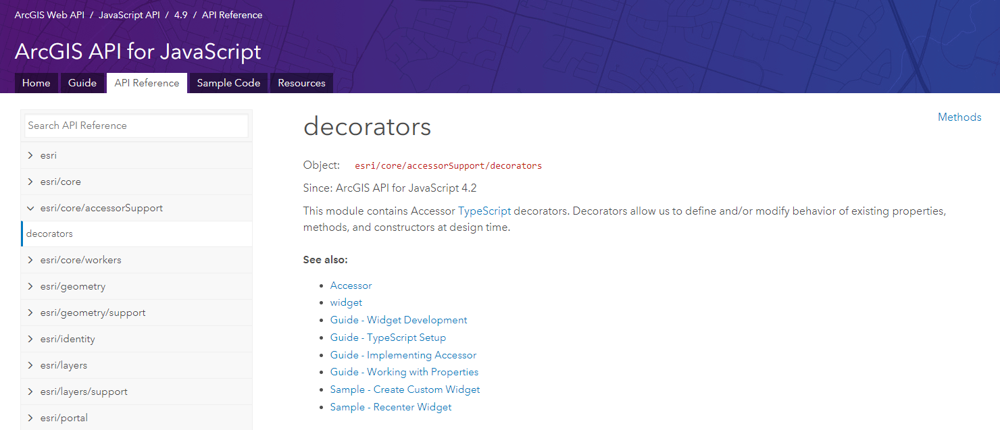 ArcGIS Web API / JavaScript API / 4.9 / API Reference
ArcGIS API for JavaScript
Home Guide API Reference Sample Code Resources
Search API Reference
esri
esri/core
esri/core/accessorSupport
decorators
esri/core/workers
esri/geometry
esri/geometry/support
esri/identity
esri/layers
esri/layers/support
esri/portal
decorators
Methods
Object: esri/core/accessorSupport/decorators
Since: ArcGIS API for JavaScript 4.2
This module contains Accessor TypeScript decorators. Decorators allow us to define and/or modify behavior of existing properties,
methods, and constructors at design time.
See also:
• Accessor
• widget
• Guide - Widget Development
• Guide - TypeScript Setup
• Guide - Implementing Accessor
• Guide - Working with Properties
• Sample - Create Custom Widget
• Sample - Recenter Widget